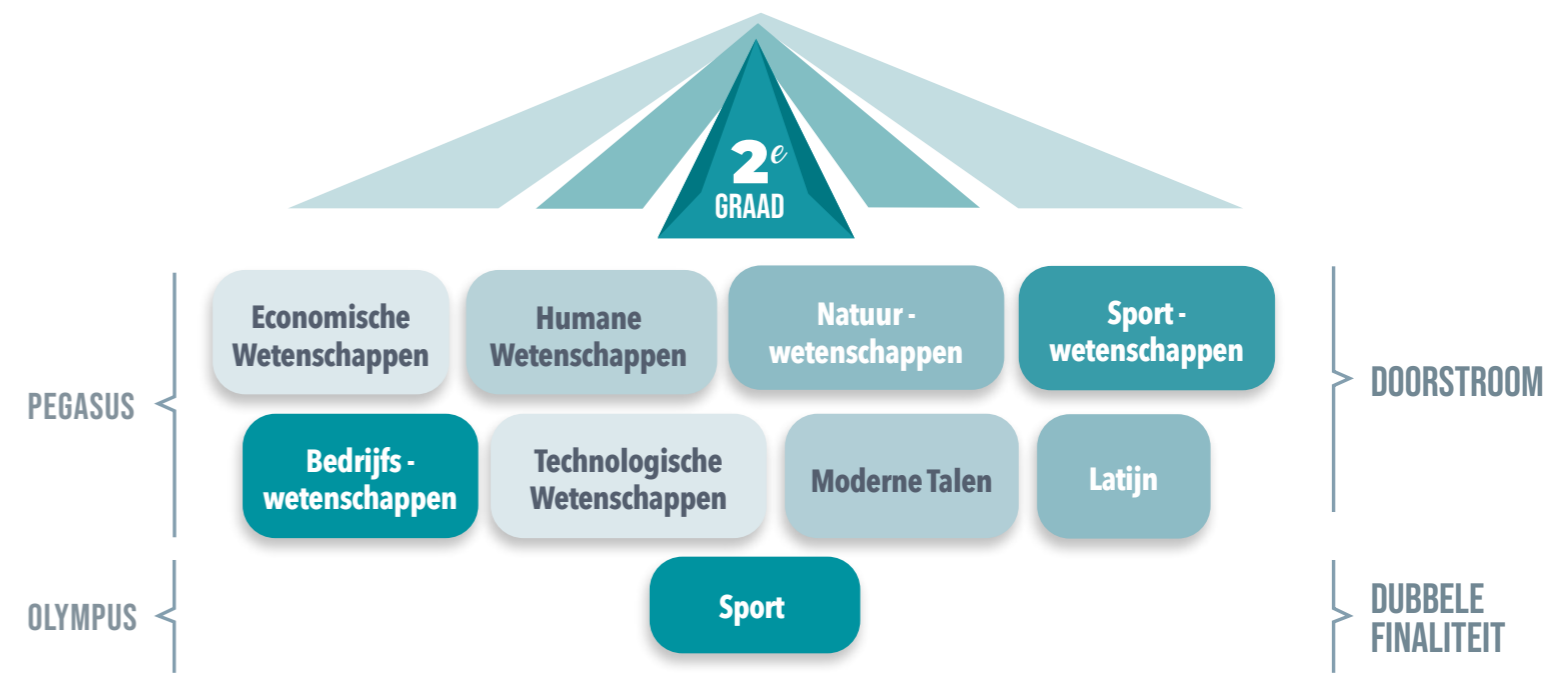 2e
GRAAD
Economische
Wetenschappen
Humane
Wetenschappen
Natuur -
wetenschappen
Sport -
wetenschappen
PEGASUS
DOORSTROOM
Bedrijfs -
wetenschappen
Technologische
Wetenschappen
Moderne Talen
Latijn
OLYMPUS
Sport
DUBBELE
FINALITEIT